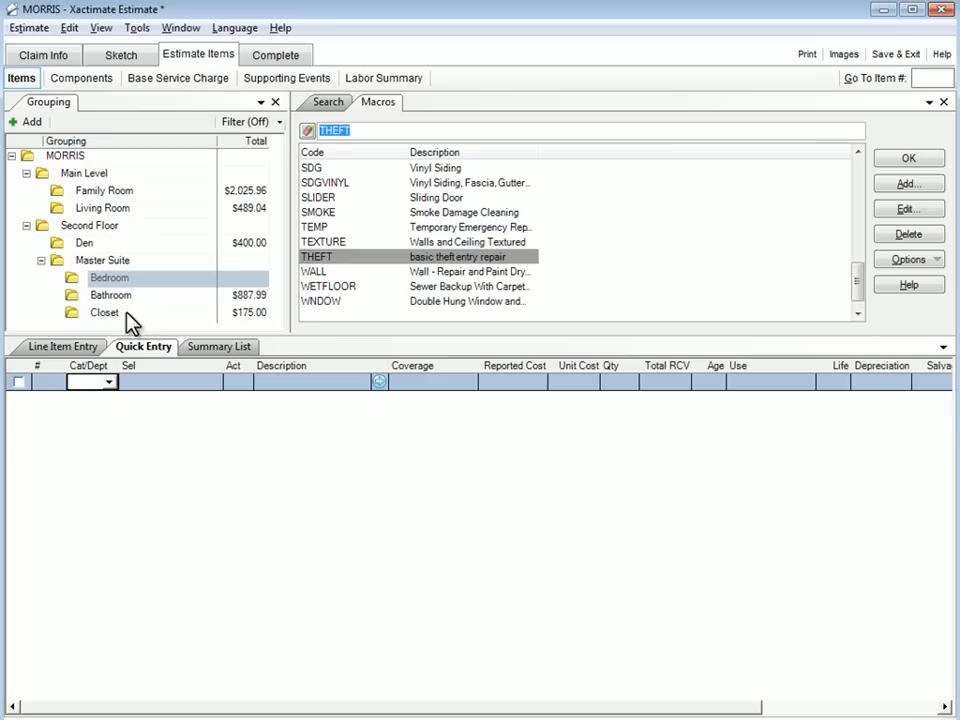 MORRIS - Xactimate Estimate *
Estimate Edit View Tools Window Language Help
Claim Info Sketch Estimate Items Complete Print Images Save & Exit Help
Items Components Base Service Charge Supporting Events Labor Summary Go To Item #:
Grouping Search Macros
Add Filter (Off) THEFT
Grouping Total Code Description OK
MORRIS SDG Vinyl Siding
Main Level SDGVINYL Vinyl Siding, Fascia, Gutter... Add...
Family Room $2,025.96 SLIDER Sliding Door
Living Room $489.04 SMOKE Smoke Damage Cleaning Edit...
Second Floor TEMP Temporary Emergency Rep...
Den $400.00 TEXTURE Walls and Ceiling Textured Delete
Master Suite THEFT basic theft entry repair Options
Bedroom WALL Wall - Repair and Paint Dry...
Bathroom $887.99 WETFLOOR Sewer Backup With Carpet... Help
Closet $175.00 WNDOW Double Hung Window and...
Line Item Entry Quick Entry Summary List
# Cat/Dept Sel Act Description Coverage Reported Cost Unit Cost Qty Total RCV Age Use Life Depreciation Salva